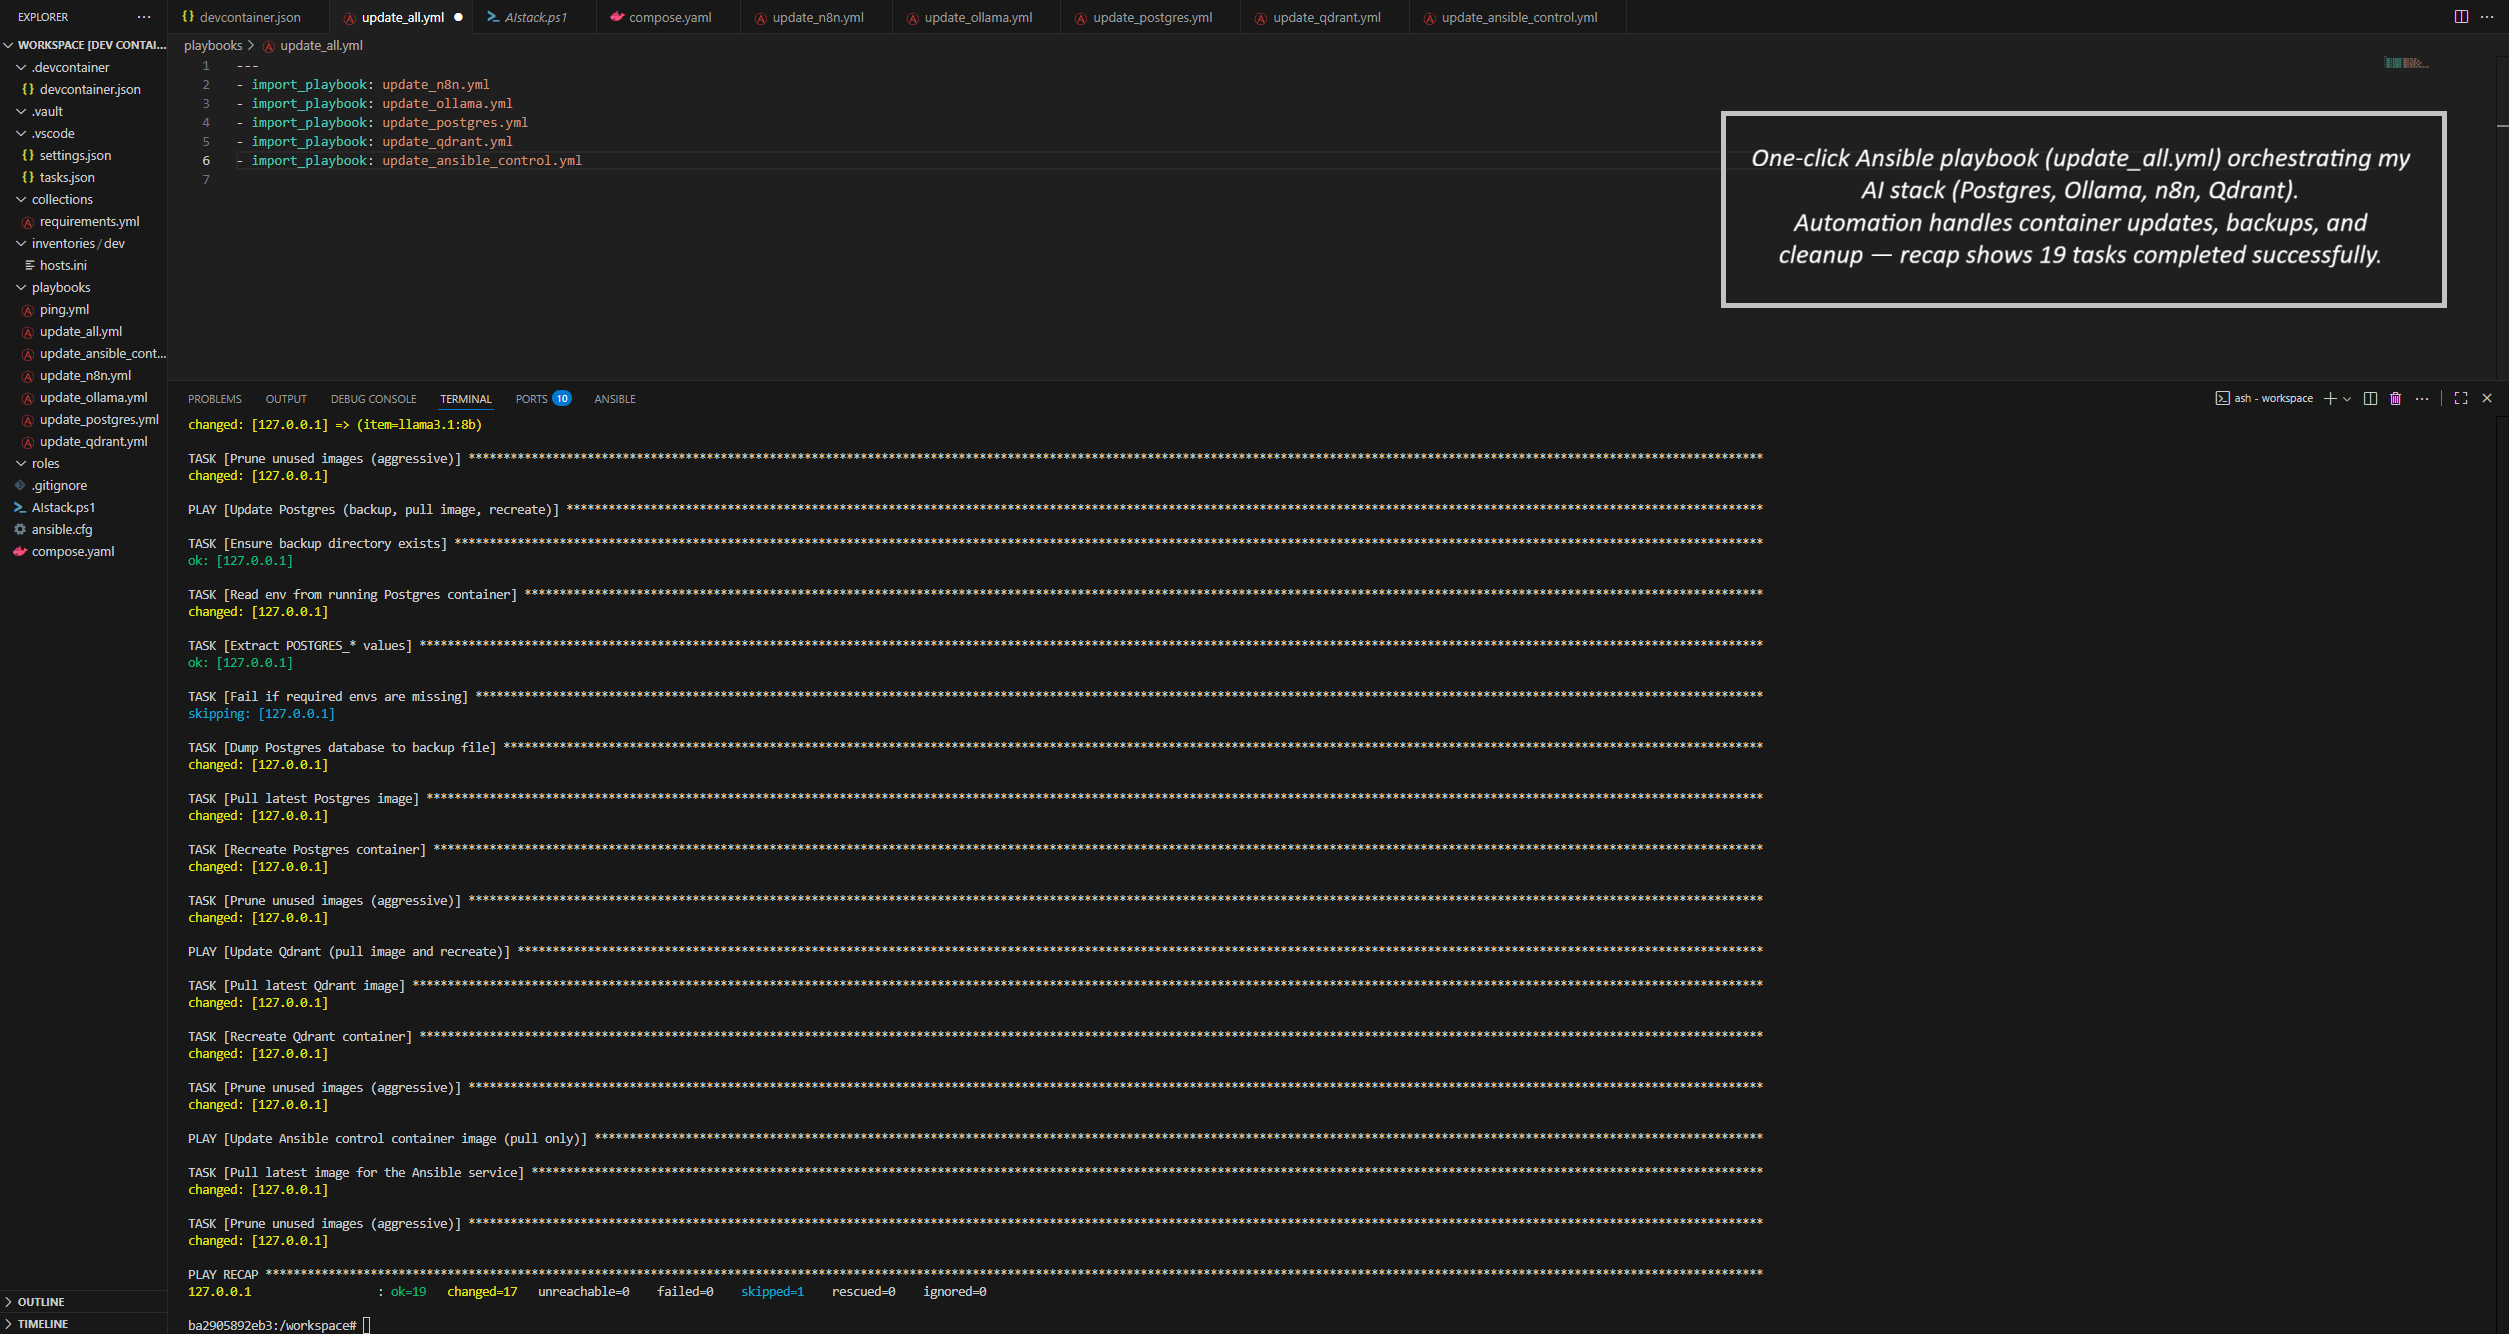 EXPLORER
WORKSPACE [DEV CONTAI...
.devcontainer
{} devcontainer.json
.vault
.vscode
{} settings.json
{} tasks.json
collections
requirements.yml
inventories / dev
hosts.ini
playbooks
ping.yml
update_all.yml
update_ansible_cont...
update_n8n.yml
update_ollama.yml
update_postgres.yml
update_qdrant.yml
roles
.gitignore
AIstack.ps1
ansible.cfg
compose.yaml
OUTLINE
TIMELINE
{} devcontainer.json update_all.yml AIstack.ps1 compose.yaml update_n8n.yml update_ollama.yml update_postgres.yml update_qdrant.yml update_ansible_control.yml
playbooks > update_all.yml
1 ---
2 - import_playbook: update_n8n.yml
3 - import_playbook: update_ollama.yml
4 - import_playbook: update_postgres.yml
5 - import_playbook: update_qdrant.yml
6 - import_playbook: update_ansible_control.yml
7
One-click Ansible playbook (update_all.yml) orchestrating my
AI stack (Postgres, Ollama, n8n, Qdrant).
Automation handles container updates, backups, and
cleanup — recap shows 19 tasks completed successfully.
PROBLEMS OUTPUT DEBUG CONSOLE TERMINAL PORTS 10 ANSIBLE
ash - workspace
changed: [127.0.0.1] => (item=llama3.1:8b)
TASK [Prune unused images (aggressive)] ****
changed: [127.0.0.1]
PLAY [Update Postgres (backup, pull image, recreate)] ****
TASK [Ensure backup directory exists] ****
ok: [127.0.0.1]
TASK [Read env from running Postgres container] ****
changed: [127.0.0.1]
TASK [Extract POSTGRES_* values] ****
ok: [127.0.0.1]
TASK [Fail if required envs are missing] ****
skipping: [127.0.0.1]
TASK [Dump Postgres database to backup file] ****
changed: [127.0.0.1]
TASK [Pull latest Postgres image] ****
changed: [127.0.0.1]
TASK [Recreate Postgres container] ****
changed: [127.0.0.1]
TASK [Prune unused images (aggressive)] ****
changed: [127.0.0.1]
PLAY [Update Qdrant (pull image and recreate)] ****
TASK [Pull latest Qdrant image] ****
changed: [127.0.0.1]
TASK [Recreate Qdrant container] ****
changed: [127.0.0.1]
TASK [Prune unused images (aggressive)] ****
changed: [127.0.0.1]
PLAY [Update Ansible control container image (pull only)] ****
TASK [Pull latest image for the Ansible service] ****
changed: [127.0.0.1]
TASK [Prune unused images (aggressive)] ****
changed: [127.0.0.1]
PLAY RECAP ****
127.0.0.1 : ok=19 changed=17 unreachable=0 failed=0 skipped=1 rescued=0 ignored=0
ba2905892eb3:/workspace#